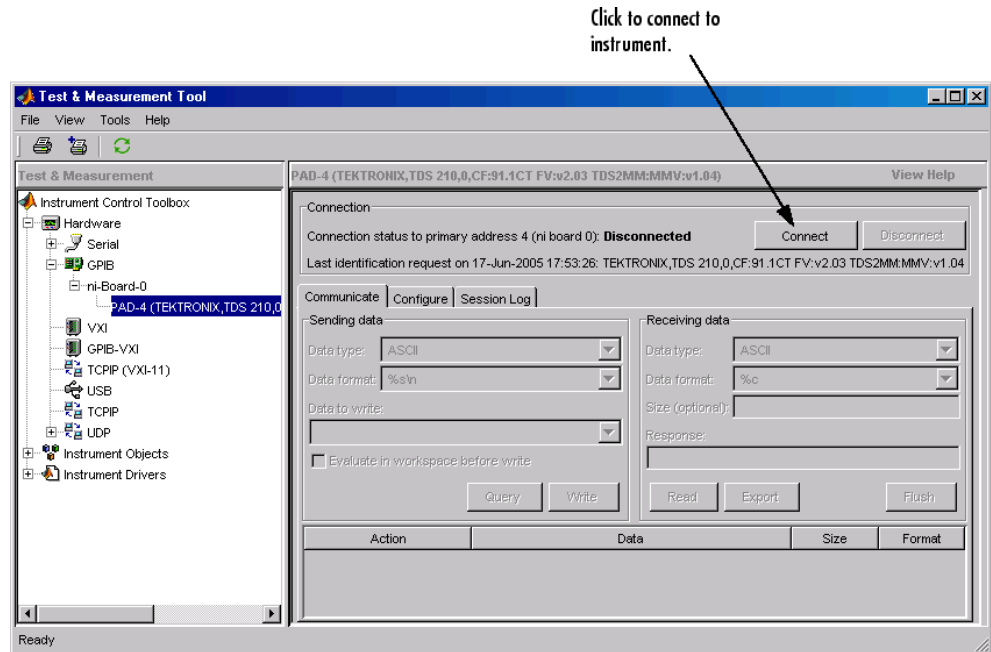 Click to connect to
instrument.
Test & Measurement Tool
File View Tools Help
Test & Measurement
PAD-4 (TEKTRONIX,TDS 210,0,CF:91.1CT FV:v2.03 TDS2MM:MMV:v1.04)
View Help
Instrument Control Toolbox
Hardware
Serial
GPIB
ni-Board-0
PAD-4 (TEKTRONIX,TDS 210,0
VXI
GPIB-VXI
TCPIP (VXI-11)
USB
TCPIP
UDP
Instrument Objects
Instrument Drivers
Connection
Connection status to primary address 4 (ni board 0): Disconnected
Connect
Disconnect
Last identification request on 17-Jun-2005 17:53:26: TEKTRONIX,TDS 210,0,CF:91.1CT FV:v2.03 TDS2MM:MMV:v1.04
Communicate Configure Session Log
Sending data
Data type: ASCII
Data format: %s\n
Data to write:
Evaluate in workspace before write
Query Write
Receiving data
Data type: ASCII
Data format: %c
Size (optional):
Response:
Read Export Flush
Action Data Size Format
Ready